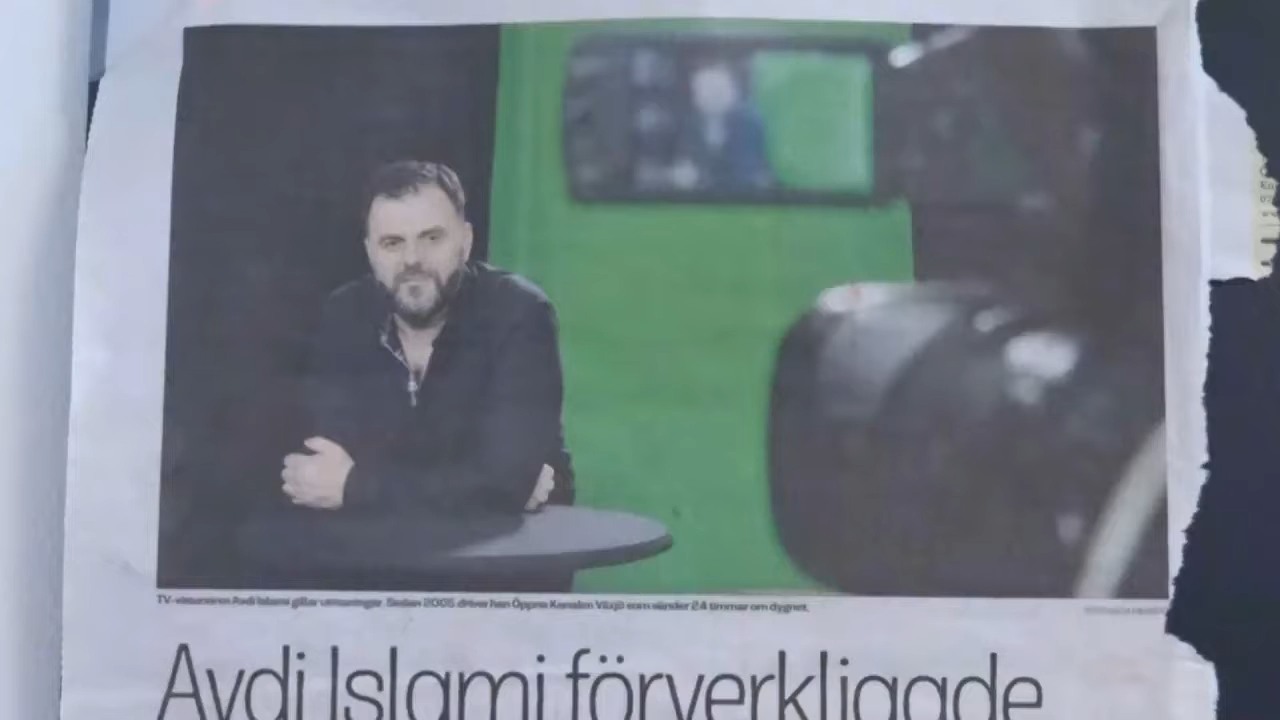 TV-visionären Avdi Islami gillar utmaningar. Sedan 2005 driver han Öppna Kanalen Växjö som sänder 24 timmar om dygnet.
Avdi Islami förverkligade